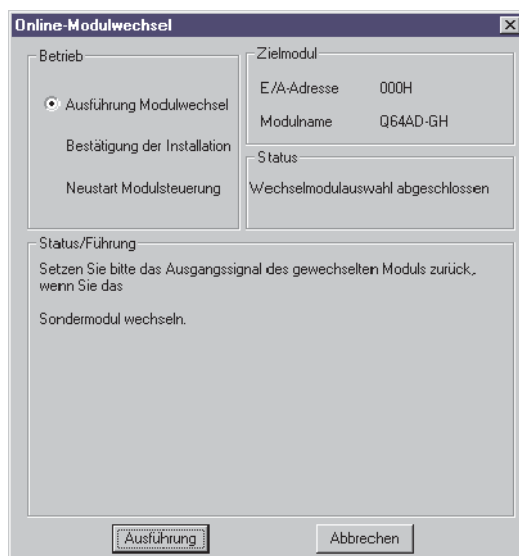 Online-Modulwechsel
Betrieb
Ausführung Modulwechsel
Bestätigung der Installation
Neustart Modulsteuerung
Zielmodul
E/A-Adresse 000H
Modulname Q64AD-GH
Status
Wechselmodulauswahl abgeschlossen
Status/Führung
Setzen Sie bitte das Ausgangssignal des gewechselten Moduls zurück,
wenn Sie das
Sondermodul wechseln.
Ausführung Abbrechen